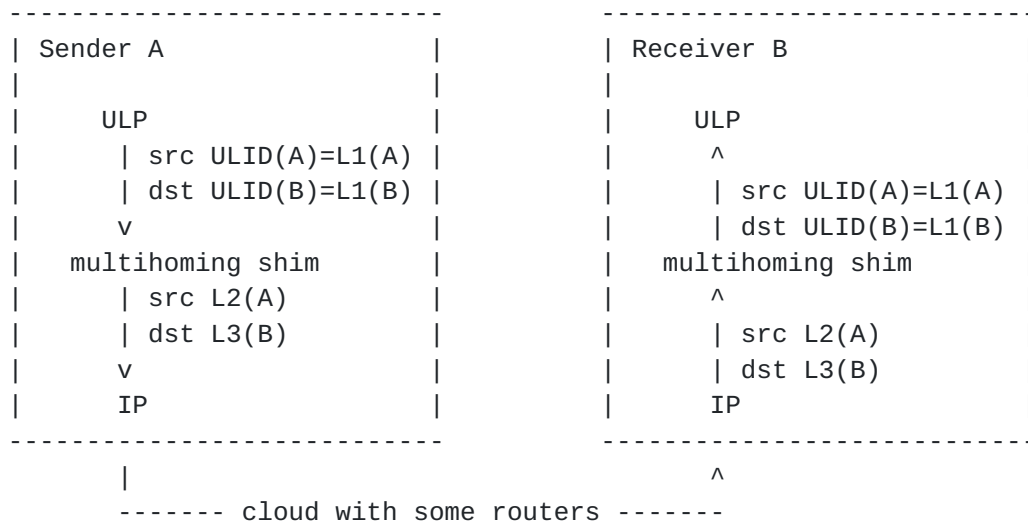 ----------------------------          ----------------------------
| Sender A                 |          | Receiver B               |
|                          |          |                          |
|     ULP                  |          |     ULP                  |
|      | src ULID(A)=L1(A) |          |      ^                   |
|      | dst ULID(B)=L1(B) |          |      | src ULID(A)=L1(A) |
|      v                   |          |      | dst ULID(B)=L1(B) |
|   multihoming shim       |          |   multihoming shim       |
|      | src L2(A)         |          |      ^                   |
|      | dst L3(B)         |          |      | src L2(A)         |
|      v                   |          |      | dst L3(B)         |
|      IP                  |          |      IP                  |
----------------------------          ----------------------------
       |                                     ^
       ------- cloud with some routers -------